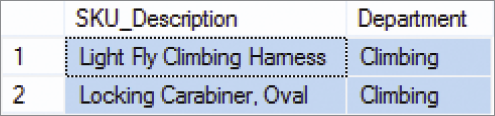 SKU_Description Department
1 Light Fly Climbing Harness Climbing
2 Locking Carabiner, Oval Climbing